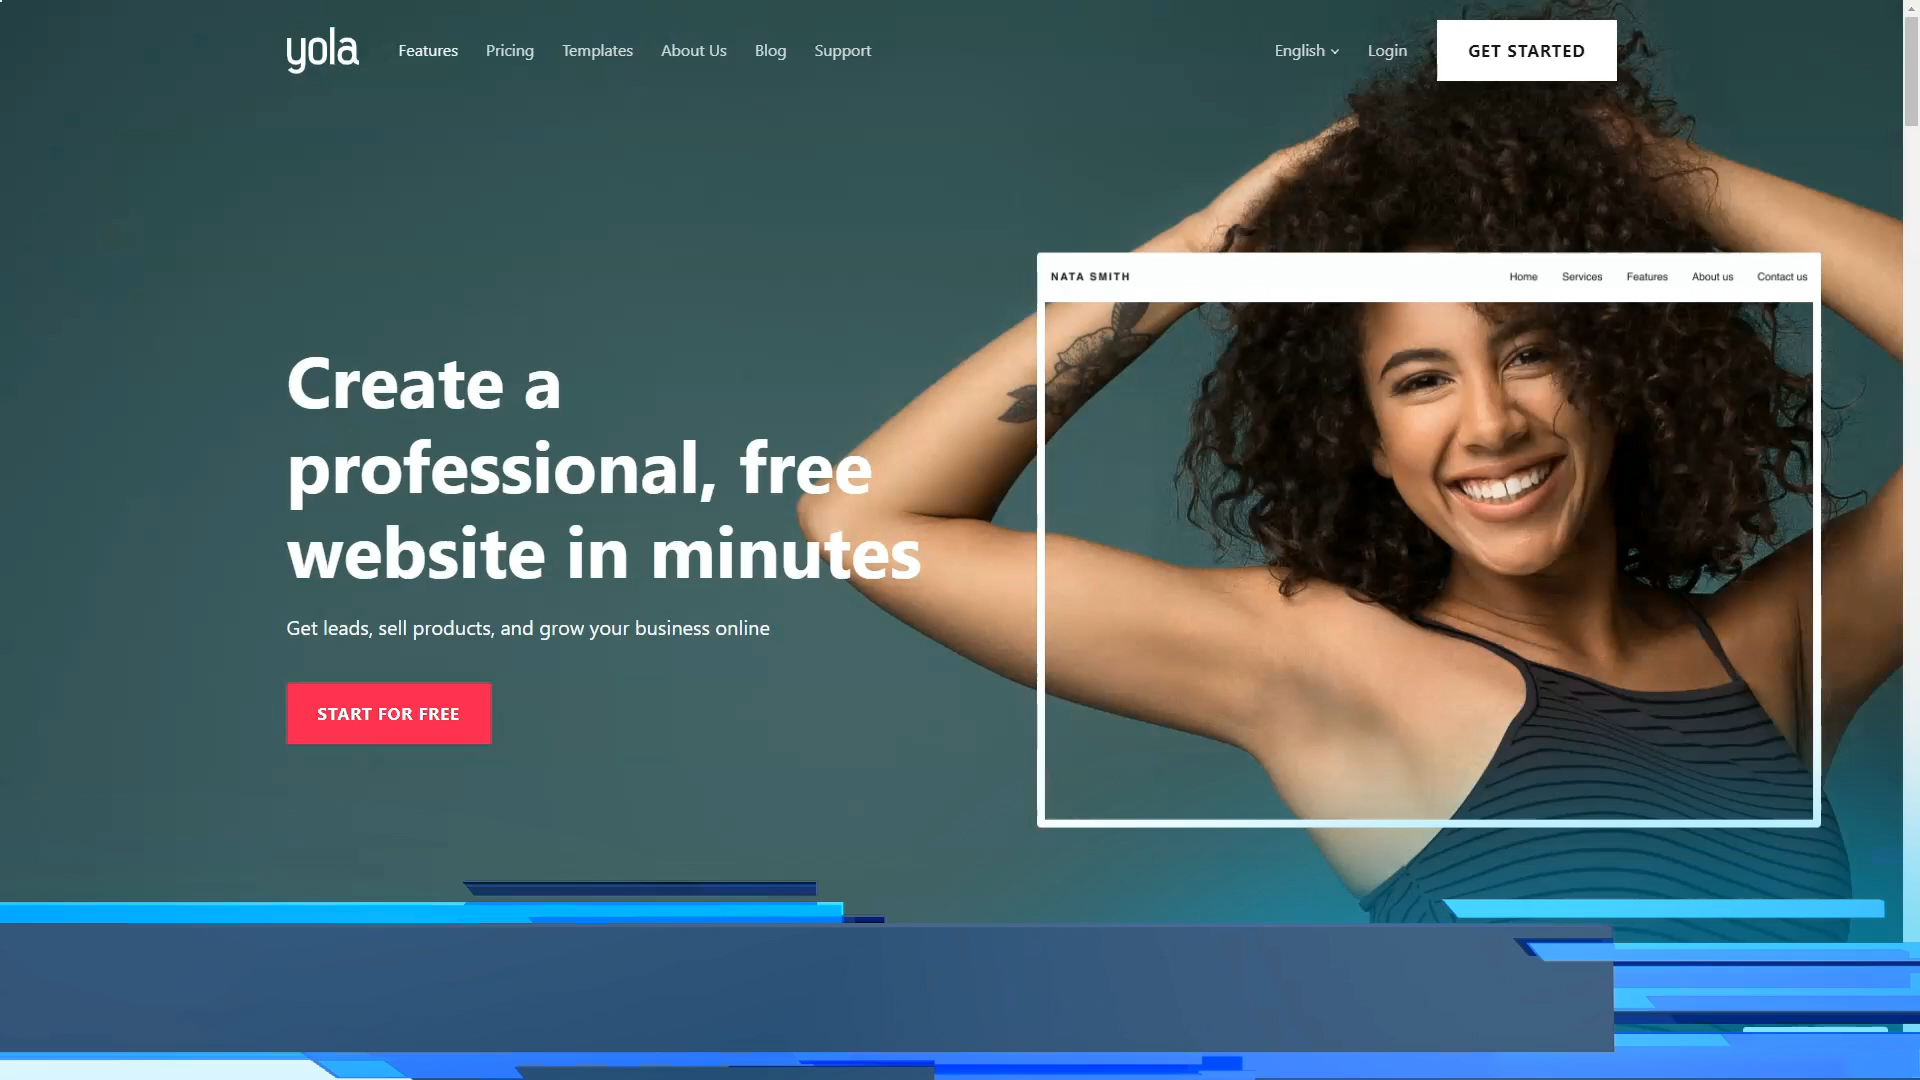 yola
Features Pricing Templates About Us Blog Support
English Login GET STARTED
NATA SMITH
Home Services Features About us Contact us
Create a
professional, free
website in minutes
Get leads, sell products, and grow your business online
START FOR FREE